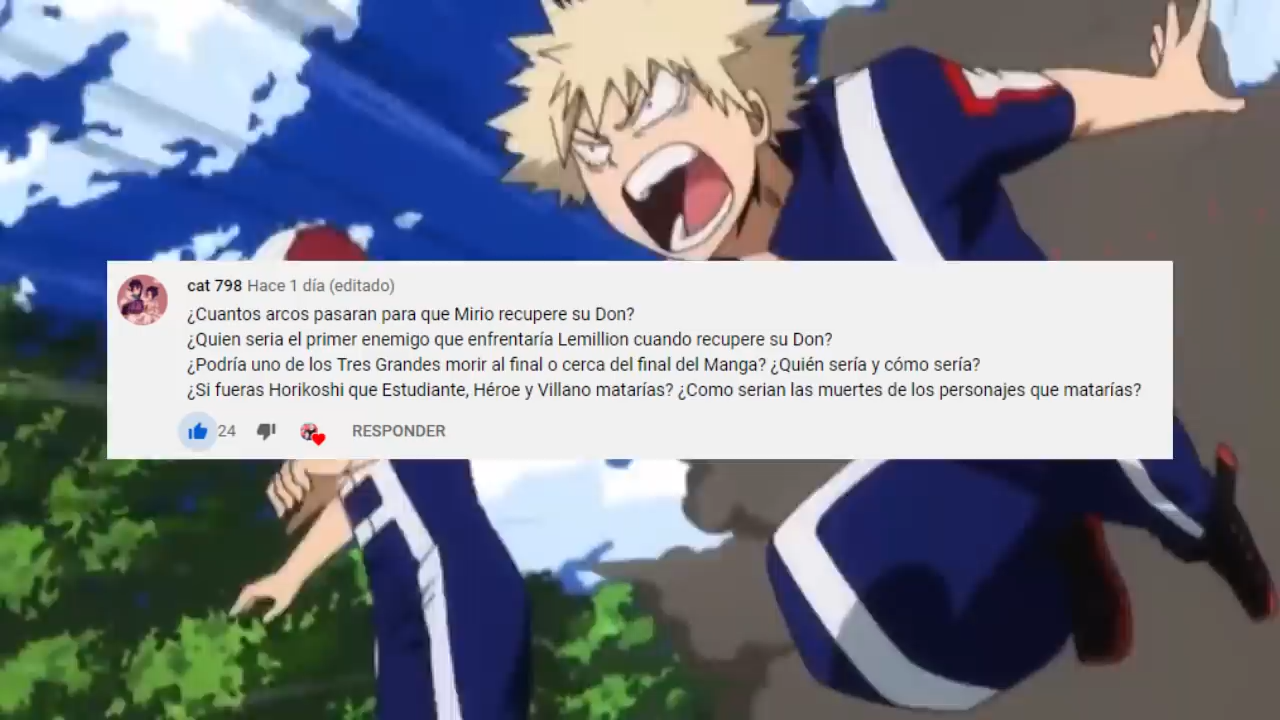 cat 798 Hace 1 día (editado)
¿Cuantos arcos pasaran para que Mirio recupere su Don?
¿Quien seria el primer enemigo que enfrentaría Lemillion cuando recupere su Don?
¿Podría uno de los Tres Grandes morir al final o cerca del final del Manga? ¿Quién sería y cómo sería?
¿Si fueras Horikoshi que Estudiante, Héroe y Villano matarías? ¿Como serian las muertes de los personajes que matarías?
24 RESPONDER